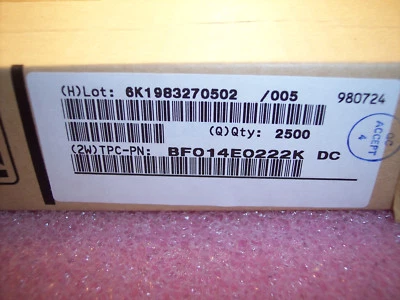 (H)Lot: 6K1983270502 /005 980724
(Q)Qty: 2500
QC
ACCEPT
4
(2W)TPC-PN: BF014E0222K DC